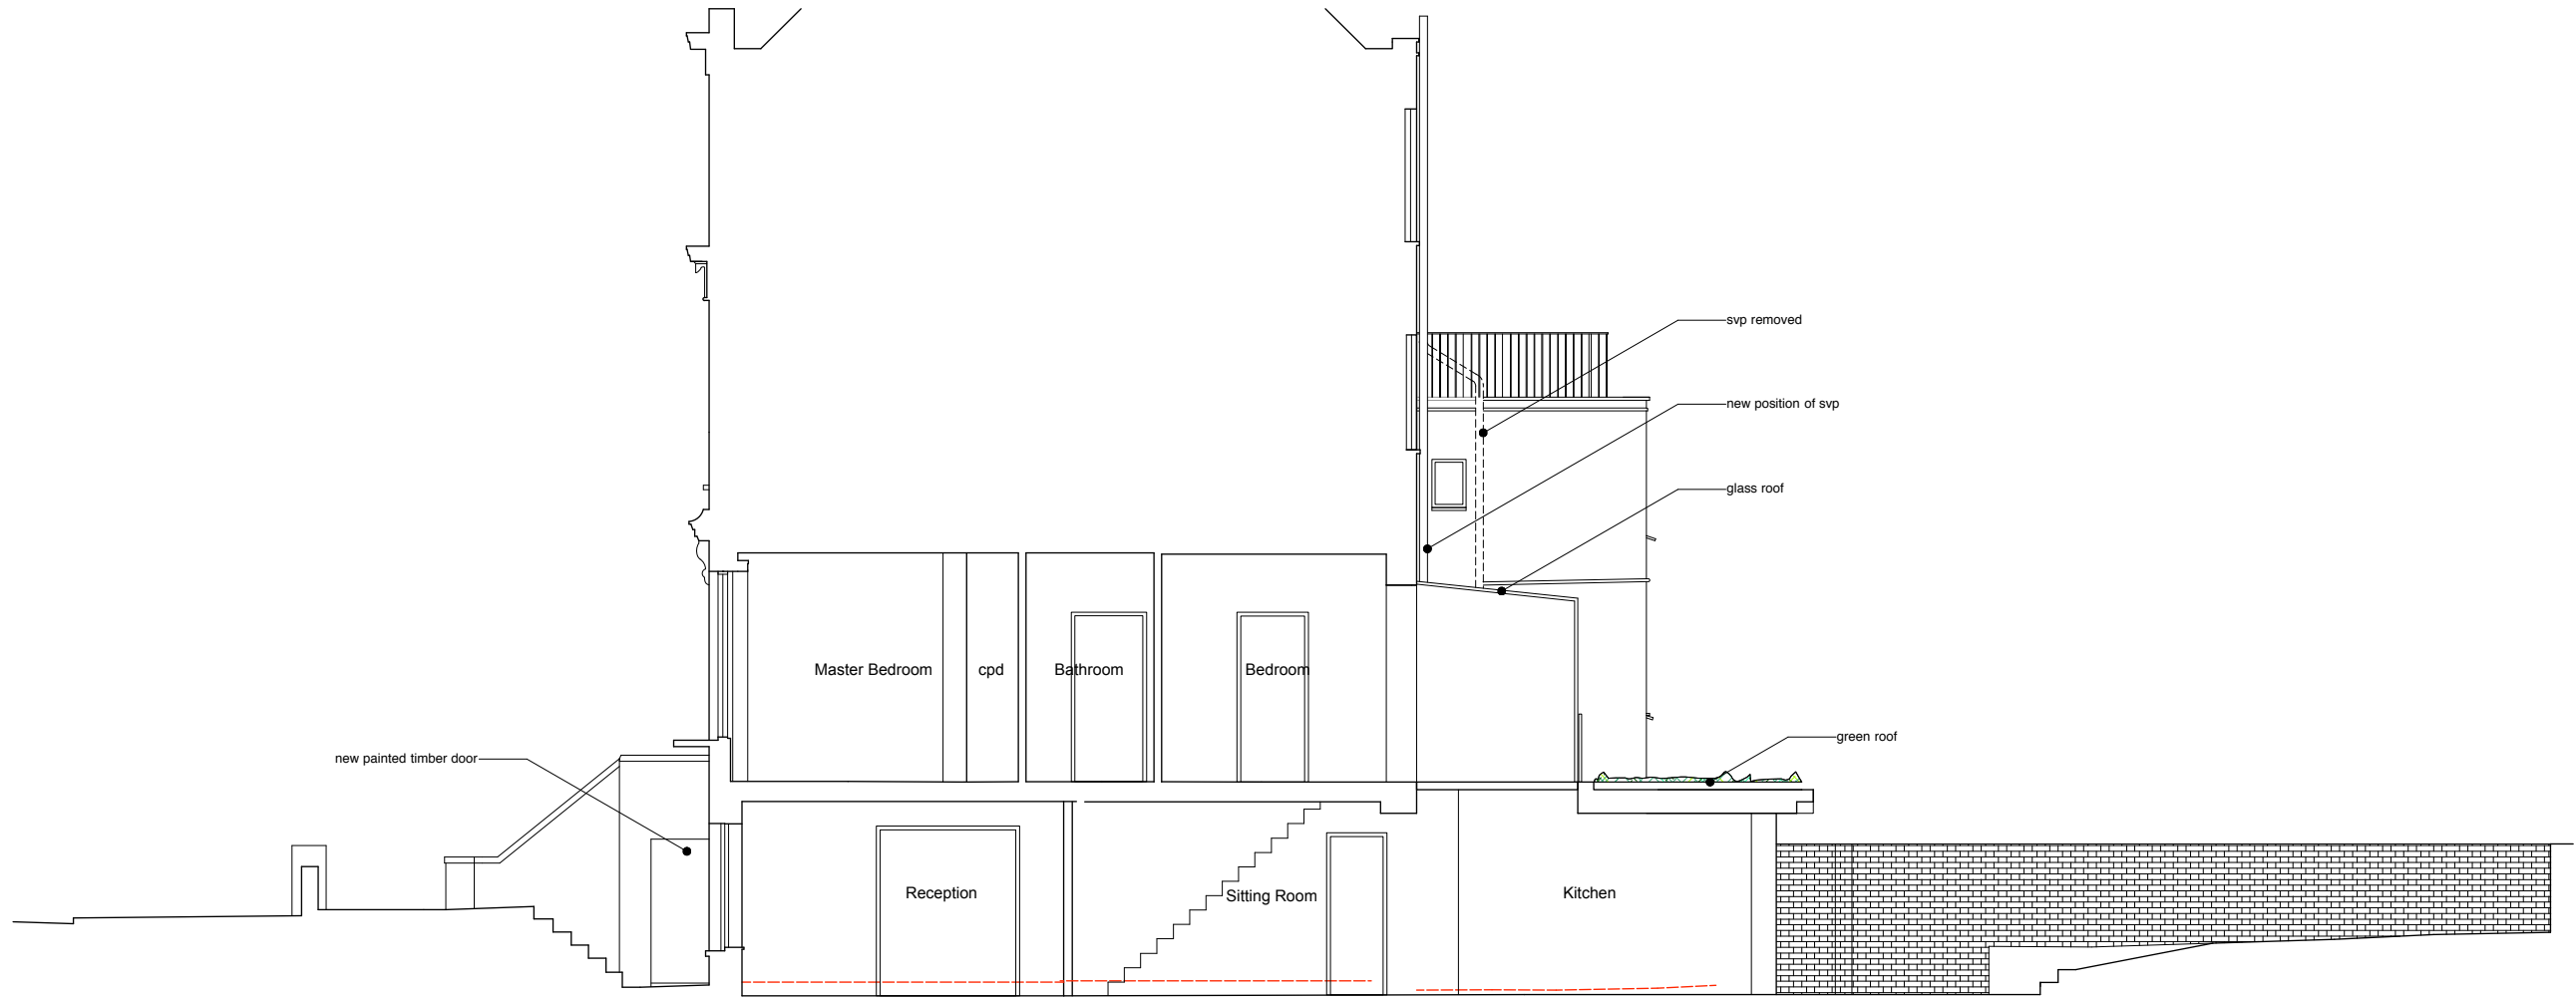 svp removed
new position of svp
glass roof
Master Bedroom
cpd
Bathroom
Bedroom
new painted timber door
green roof
Reception
Sitting Room
Kitchen